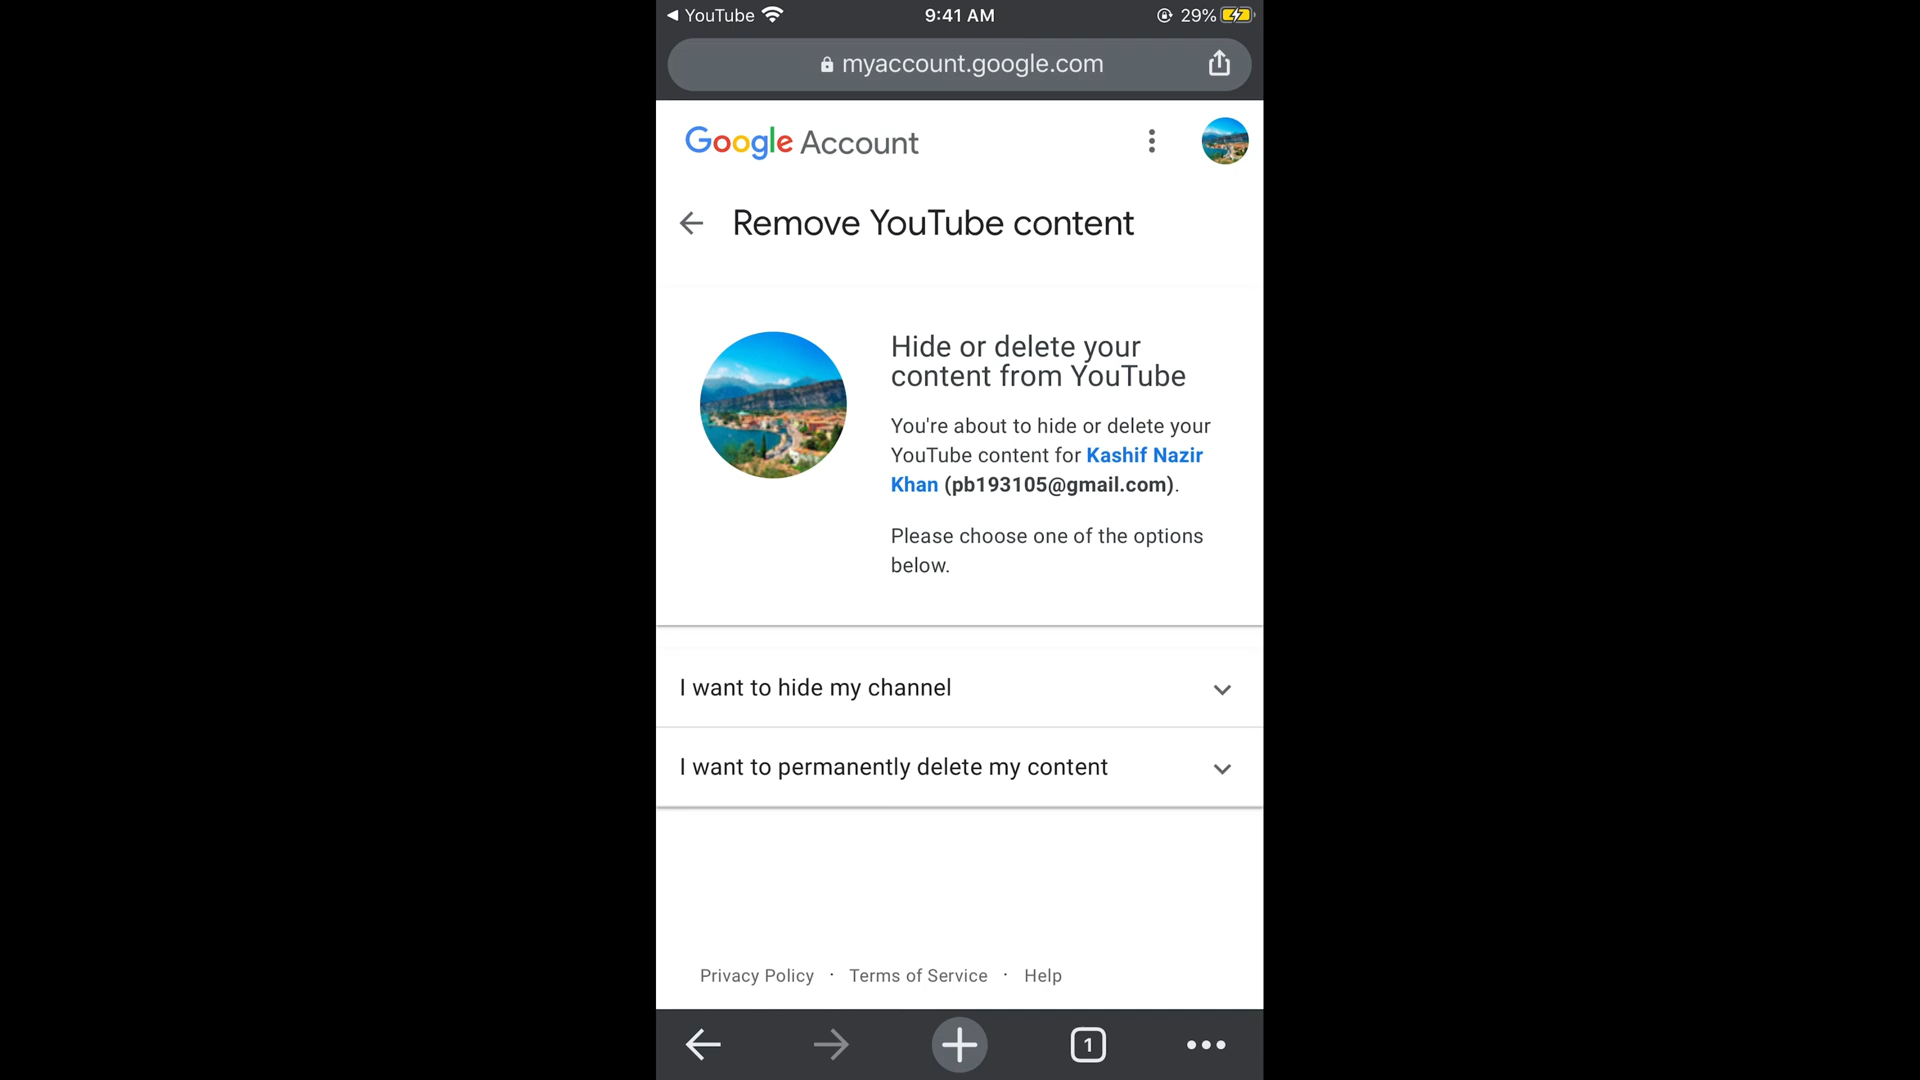 YouTube 9:41 AM 29%
myaccount.google.com
Google Account
Remove YouTube content
Hide or delete your
content from YouTube
You're about to hide or delete your
YouTube content for Kashif Nazir
Khan (pb193105@gmail.com).
Please choose one of the options
below.
I want to hide my channel
I want to permanently delete my content
Privacy Policy · Terms of Service · Help
1